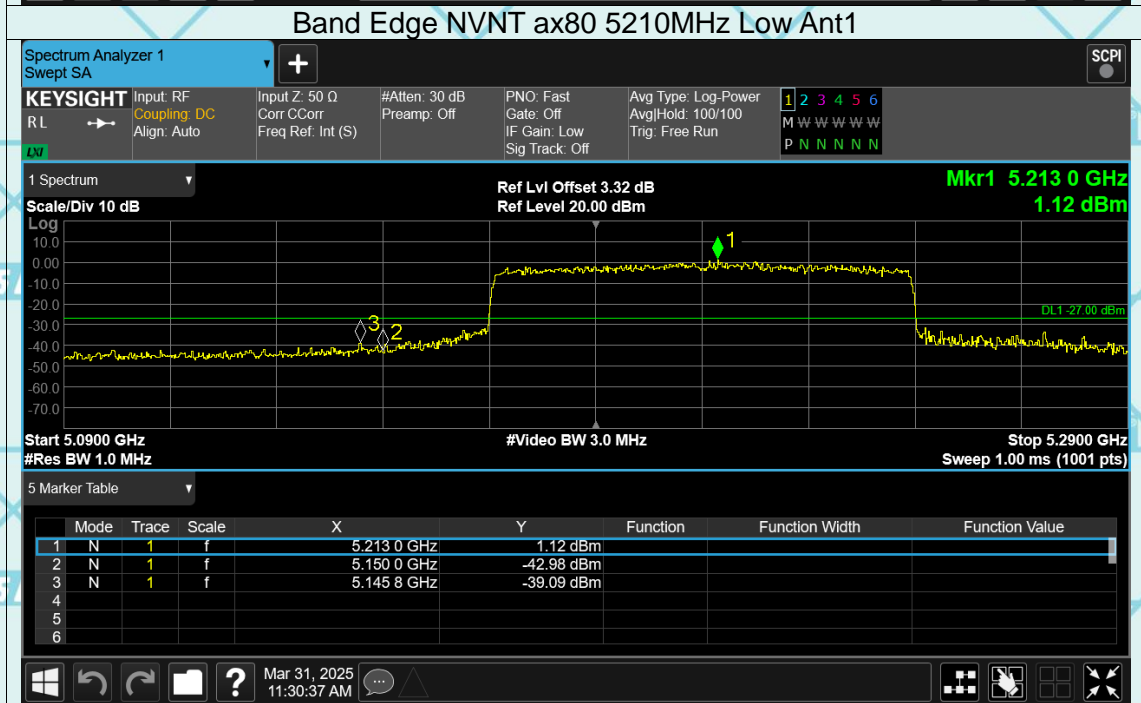 Band Edge NVNT ax80 5210MHz Low Ant1
Spectrum Analyzer 1
Swept SA
SCPI
KEYSIGHT
RL
LXI
Input: RF
Coupling: DC
Align: Auto
Input Z: 50 Ω
Corr CCorr
Freq Ref: Int (S)
#Atten: 30 dB
Preamp: Off
PNO: Fast
Gate: Off
IF Gain: Low
Sig Track: Off
Avg Type: Log-Power
Avg|Hold: 100/100
Trig: Free Run
1 2 3 4 5 6
M W W W W W
P N N N N N
1 Spectrum
Scale/Div 10 dB
Ref Lvl Offset 3.32 dB
Ref Level 20.00 dBm
Mkr1 5.213 0 GHz
1.12 dBm
Log
10.0
0.00
-10.0
-20.0
-30.0
-40.0
-50.0
-60.0
-70.0
1
3
2
DL1 -27.00 dBm
Start 5.0900 GHz
#Video BW 3.0 MHz
Stop 5.2900 GHz
#Res BW 1.0 MHz
Sweep 1.00 ms (1001 pts)
5 Marker Table
Mode Trace Scale X Y Function Function Width Function Value
1 N 1 f 5.213 0 GHz 1.12 dBm
2 N 1 f 5.150 0 GHz -42.98 dBm
3 N 1 f 5.145 8 GHz -39.09 dBm
4
5
6
Mar 31, 2025
11:30:37 AM